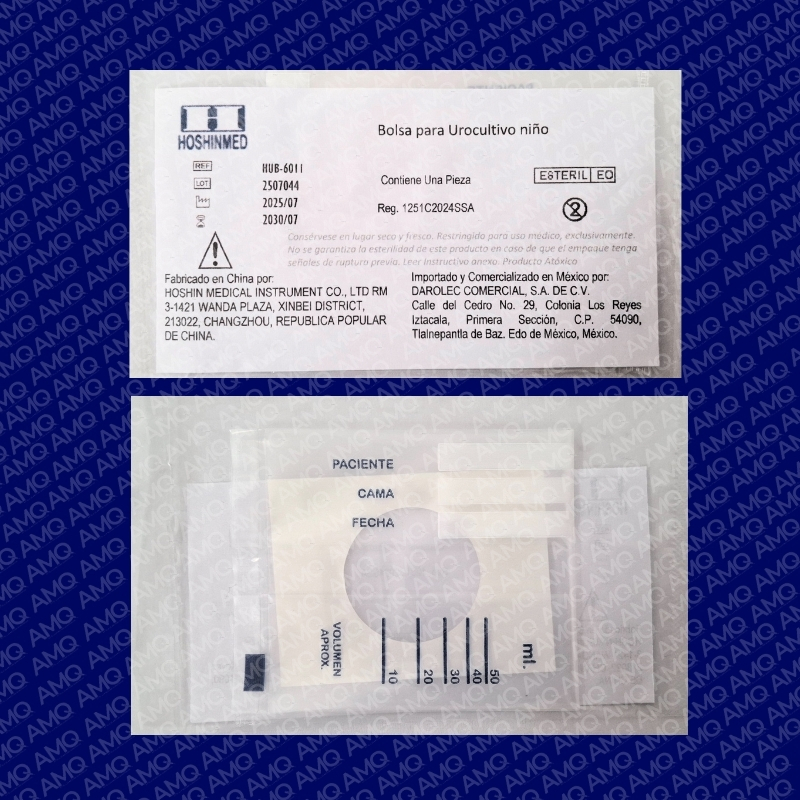 HOSHINMED
Bolsa para Urocultivo niño
REF HUB-6011
LOT 2507044
2025/07
2030/07
Contiene Una Pieza
Reg. 1251C2024SSA
ESTERIL EO
2
Consérvese en lugar seco y fresco. Restringido para uso medico, exclusivamente.
No se garantiza la esterilidad de este producto en caso de que el empaque tenga
señales de ruptura previa. Leer instructivo anexo. Producto Atóxico
Fabricado en China por:
HOSHIN MEDICAL INSTRUMENT CO., LTD RM
3-1421 WANDA PLAZA, XINBEI DISTRICT,
213022, CHANGZHOU, REPUBLICA POPULAR
DE CHINA.
Importado y Comercializado en México por:
DAROLEC COMERCIAL, S.A. DE C.V.
Calle del Cedro No. 29, Colonia Los Reyes
Iztacala, Primera Sección, C.P. 54090,
Tlalnepantla de Baz. Edo de México, México.
PACIENTE
CAMA
FECHA
VOLUMEN
APROX.
10 20 30 40 50
ml.
AMQ